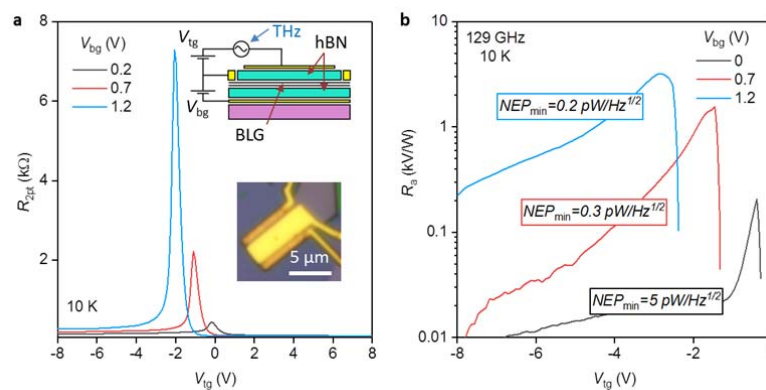 a
V_bg (V)
0.2
0.7
1.2
V_tg
THz
hBN
V_bg
BLG
5 μm
10 K
R_2pt (kΩ)
8
6
4
2
-8 -6 -4 -2 0 2 4 6 8
V_tg (V)
b
129 GHz
10 K
V_bg (V)
0
0.7
1.2
NEP_min=0.2 pW/Hz^1/2
NEP_min=0.3 pW/Hz^1/2
NEP_min=5 pW/Hz^1/2
R_a (kV/W)
10
1
0.1
0.01
-8 -6 -4 -2 0
V_tg (V)